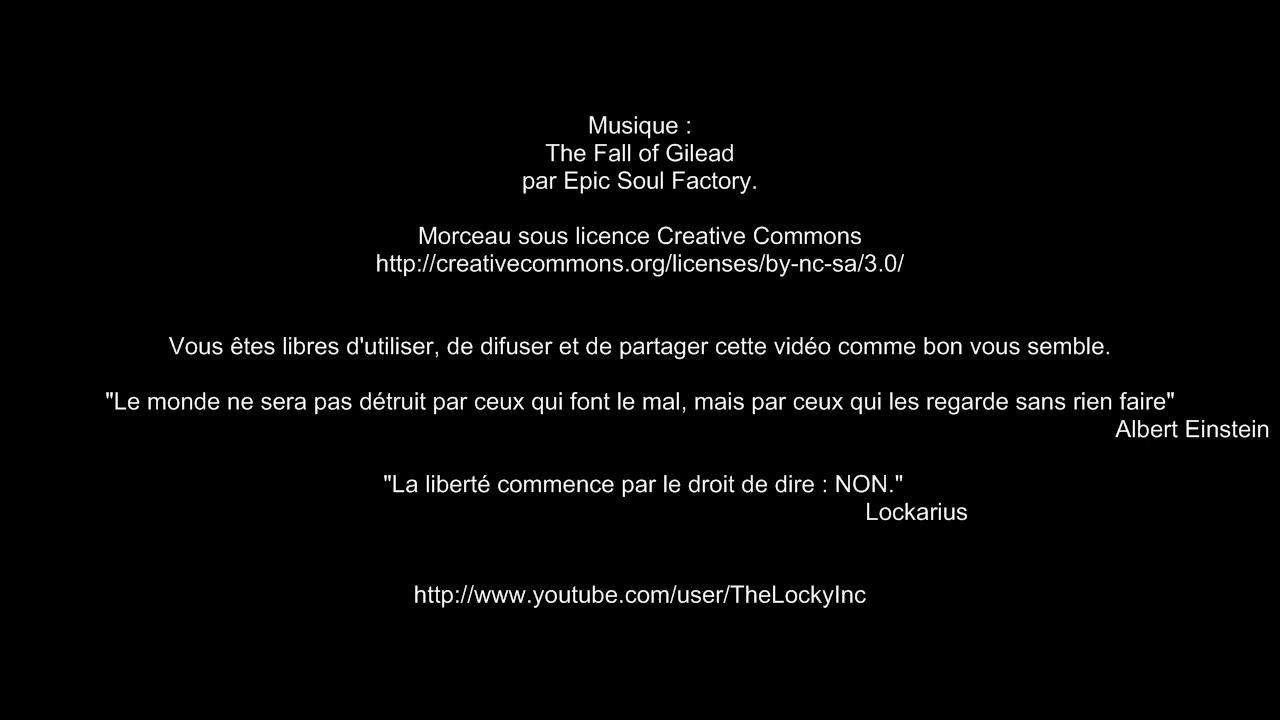 Musique :
The Fall of Gilead
par Epic Soul Factory.
Morceau sous licence Creative Commons
http://creativecommons.org/licenses/by-nc-sa/3.0/
Vous êtes libres d'utiliser, de difuser et de partager cette vidéo comme bon vous semble.
"Le monde ne sera pas détruit par ceux qui font le mal, mais par ceux qui les regarde sans rien faire"
Albert Einstein
"La liberté commence par le droit de dire : NON."
Lockarius
http://www.youtube.com/user/TheLockyInc